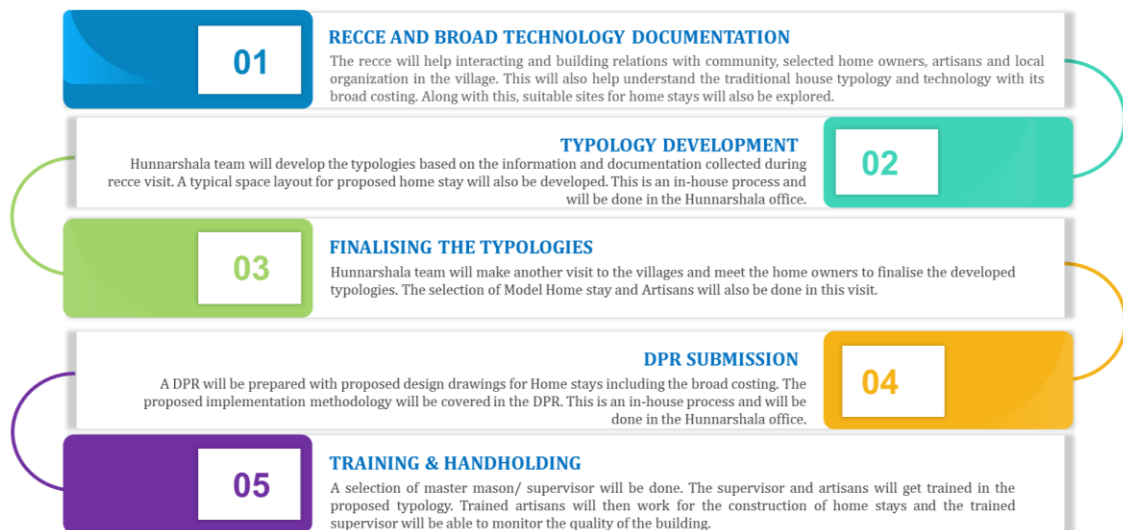 01
RECCE AND BROAD TECHNOLOGY DOCUMENTATION
The recce will help interacting and building relations with community, selected home owners, artisans and local
organization in the village. This will also help understand the traditional house typology and technology with its
broad costing. Along with this, suitable sites for home stays will also be explored.
TYPOLOGY DEVELOPMENT
Hunnarshala team will develop the typologies based on the information and documentation collected during
recce visit. A typical space layout for proposed home stay will also be developed. This is an in-house process and
will be done in the Hunnarshala office.
02
03
FINALISING THE TYPOLOGIES
Hunnarshala team will make another visit to the villages and meet the home owners to finalise the developed
typologies. The selection of Model Home stay and Artisans will also be done in this visit.
DPR SUBMISSION
A DPR will be prepared with proposed design drawings for Home stays including the broad costing. The
proposed implementation methodology will be covered in the DPR. This is an in-house process and will be
done in the Hunnarshala office.
04
05
TRAINING & HANDHOLDING
A selection of master mason/ supervisor will be done. The supervisor and artisans will get trained in the
proposed typology. Trained artisans will then work for the construction of home stays and the trained
supervisor will be able to monitor the quality of the building.